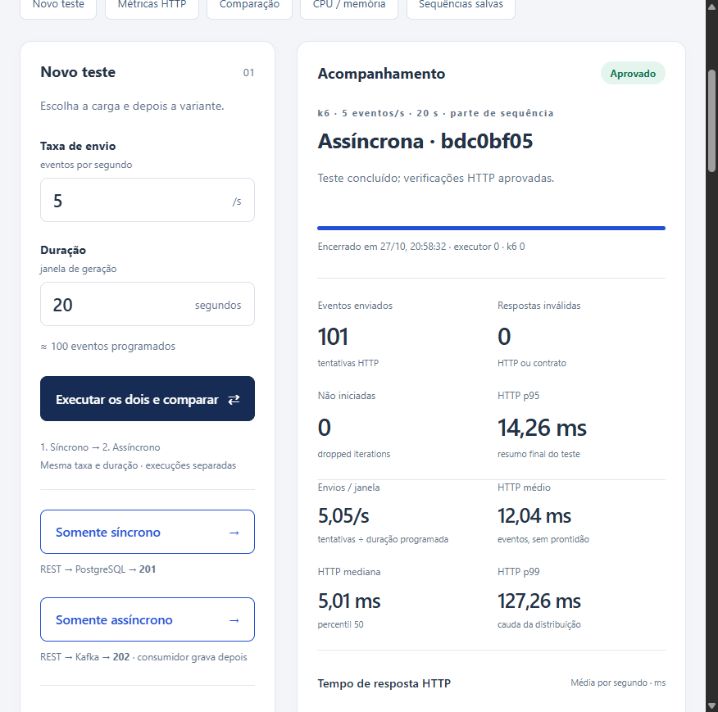 Novo teste
Métricas HTTP
Comparação
CPU / memória
Sequências salvas
Novo teste
01
Escolha a carga e depois a variante.
Taxa de envio
eventos por segundo
5
/s
Duração
janela de geração
20
segundos
≈ 100 eventos programados
Executar os dois e comparar ⇄
1. Síncrono → 2. Assíncrono
Mesma taxa e duração · execuções separadas
Somente síncrono →
REST → PostgreSQL → 201
Somente assíncrono →
REST → Kafka → 202 · consumidor grava depois
Acompanhamento
Aprovado
k6 · 5 eventos/s · 20 s · parte de sequência
Assíncrona · bdc0bf05
Teste concluído; verificações HTTP aprovadas.
Encerrado em 27/10, 20:58:32 · executor 0 · k6 0
Eventos enviados
101
tentativas HTTP
Respostas inválidas
0
HTTP ou contrato
Não iniciadas
0
dropped iterations
HTTP p95
14,26 ms
resumo final do teste
Envios / janela
5,05/s
tentativas ÷ duração programada
HTTP médio
12,04 ms
eventos, sem prontidão
HTTP mediana
5,01 ms
percentil 50
HTTP p99
127,26 ms
cauda da distribuição
Tempo de resposta HTTP
Média por segundo · ms